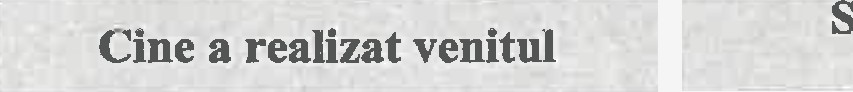 Cine a realizat venitul
S